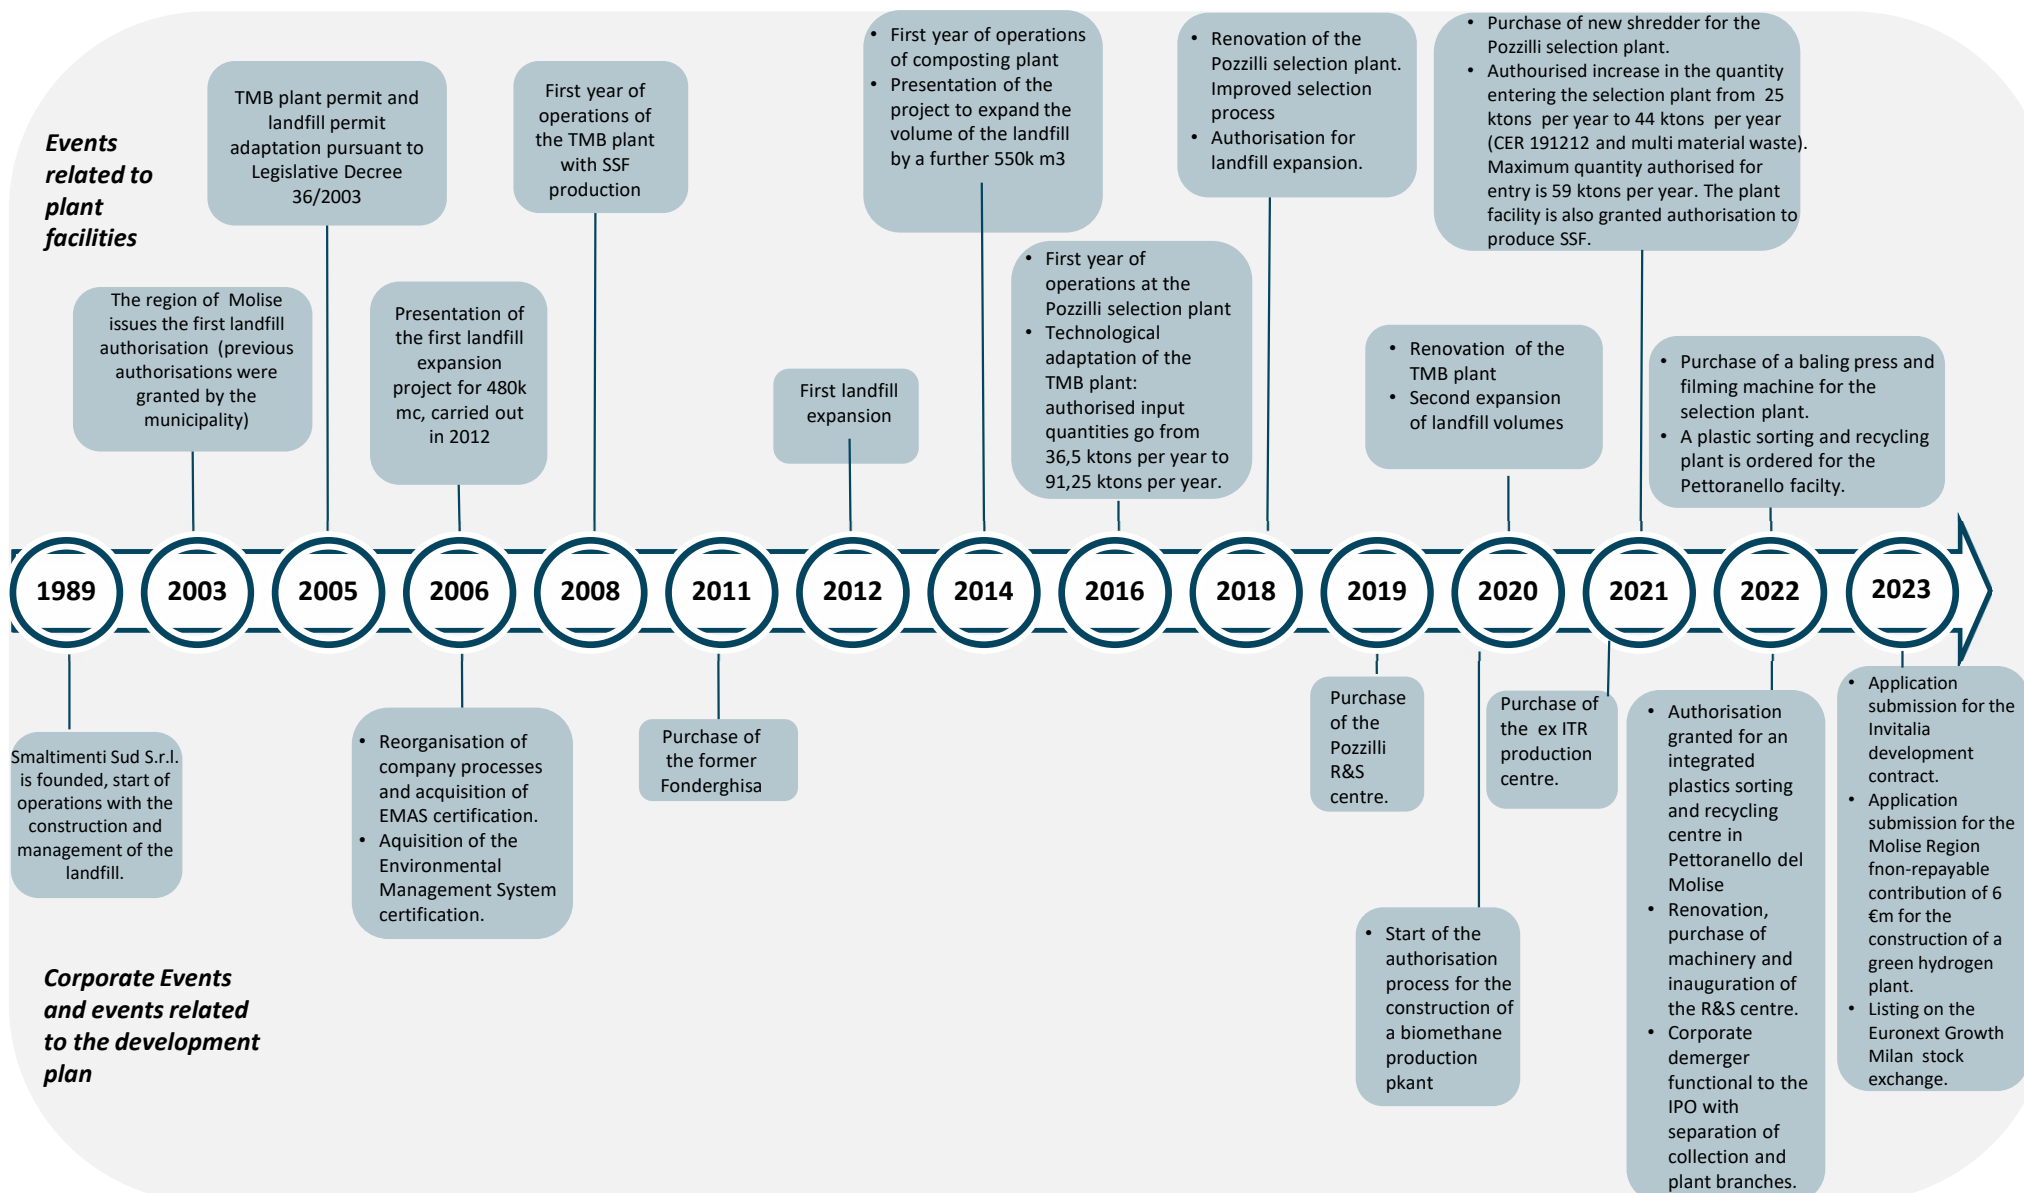 Events
related to
plant
facilities
The region of Molise
issues the first landfill
authorisation (previous
authorisations were
granted by the
municipality)
TMB plant permit and
landfill permit
adaptation pursuant to
Legislative Decree
36/2003
Presentation of
the first landfill
expansion
project for 480k
mc, carried out
in 2012
First year of
operations of
the TMB plant
with SSF
production
First landfill
expansion
• First year of operations
of composting plant
• Presentation of the
project to expand the
volume of the landfill
by a further 550k m3
• First year of
operations at the
Pozzilli selection plant
• Technological
adaptation of the
TMB plant:
authorised input
quantities go from
36,5 ktons per year to
91,25 ktons per year.
• Renovation of the
Pozzilli selection plant.
Improved selection
process
• Authorisation for
landfill expansion.
• Renovation of the
TMB plant
• Second expansion
of landfill volumes
• Purchase of new shredder for the
Pozzilli selection plant.
• Authourised increase in the quantity
entering the selection plant from 25
ktons per year to 44 ktons per year
(CER 191212 and multi material waste).
Maximum quantity authorised for
entry is 59 ktons per year. The plant
facility is also granted authorisation to
produce SSF.
• Purchase of a baling press and
filming machine for the
selection plant.
• A plastic sorting and recycling
plant is ordered for the
Pettoranello facilty.
1989
2003
2005
2006
2008
2011
2012
2014
2016
2018
2019
2020
2021
2022
2023
Smaltimenti Sud S.r.l.
is founded, start of
operations with the
construction and
management of the
landfill.
• Reorganisation of
company processes
and acquisition of
EMAS certification.
• Aquisition of the
Environmental
Management System
certification.
Purchase of
the former
Fonderghisa
Purchase
of the
Pozzilli
R&S
centre.
• Start of the
authorisation
process for the
construction of
a biomethane
production
pkant
Purchase of
the ex ITR
production
centre.
• Authorisation
granted for an
integrated
plastics sorting
and recycling
centre in
Pettoranello del
Molise
• Renovation,
purchase of
machinery and
inauguration of
the R&S centre.
• Corporate
demerger
functional to the
IPO with
separation of
collection and
plant branches.
• Application
submission for the
Invitalia
development
contract.
• Application
submission for the
Molise Region
fnon-repayable
contribution of 6
€m for the
construction of a
green hydrogen
plant.
• Listing on the
Euronext Growth
Milan stock
exchange.
Corporate Events
and events related
to the development
plan